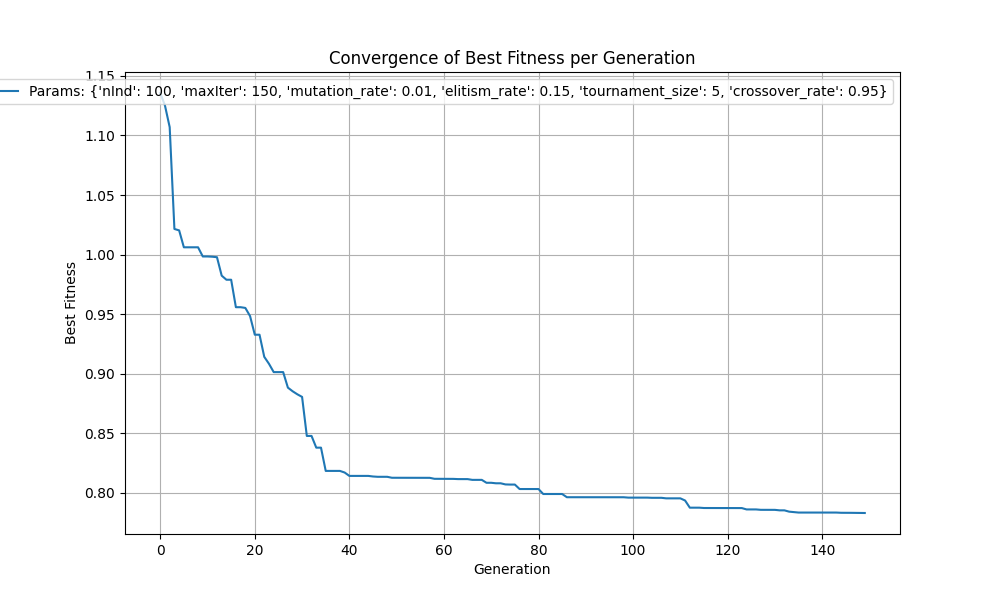 Convergence of Best Fitness per Generation
Params: {'nInd': 100, 'maxIter': 150, 'mutation_rate': 0.01, 'elitism_rate': 0.15, 'tournament_size': 5, 'crossover_rate': 0.95}
1.15
1.10
1.05
1.00
0.95
0.90
0.85
0.80
Best Fitness
0 20 40 60 80 100 120 140
Generation